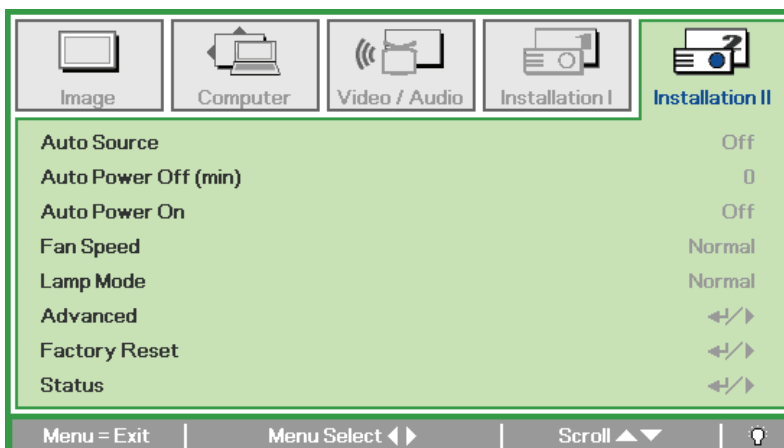 Image Computer Video / Audio Installation I Installation II
Auto Source Off
Auto Power Off (min) 0
Auto Power On Off
Fan Speed Normal
Lamp Mode Normal
Advanced
Factory Reset
Status
Menu = Exit Menu Select Scroll